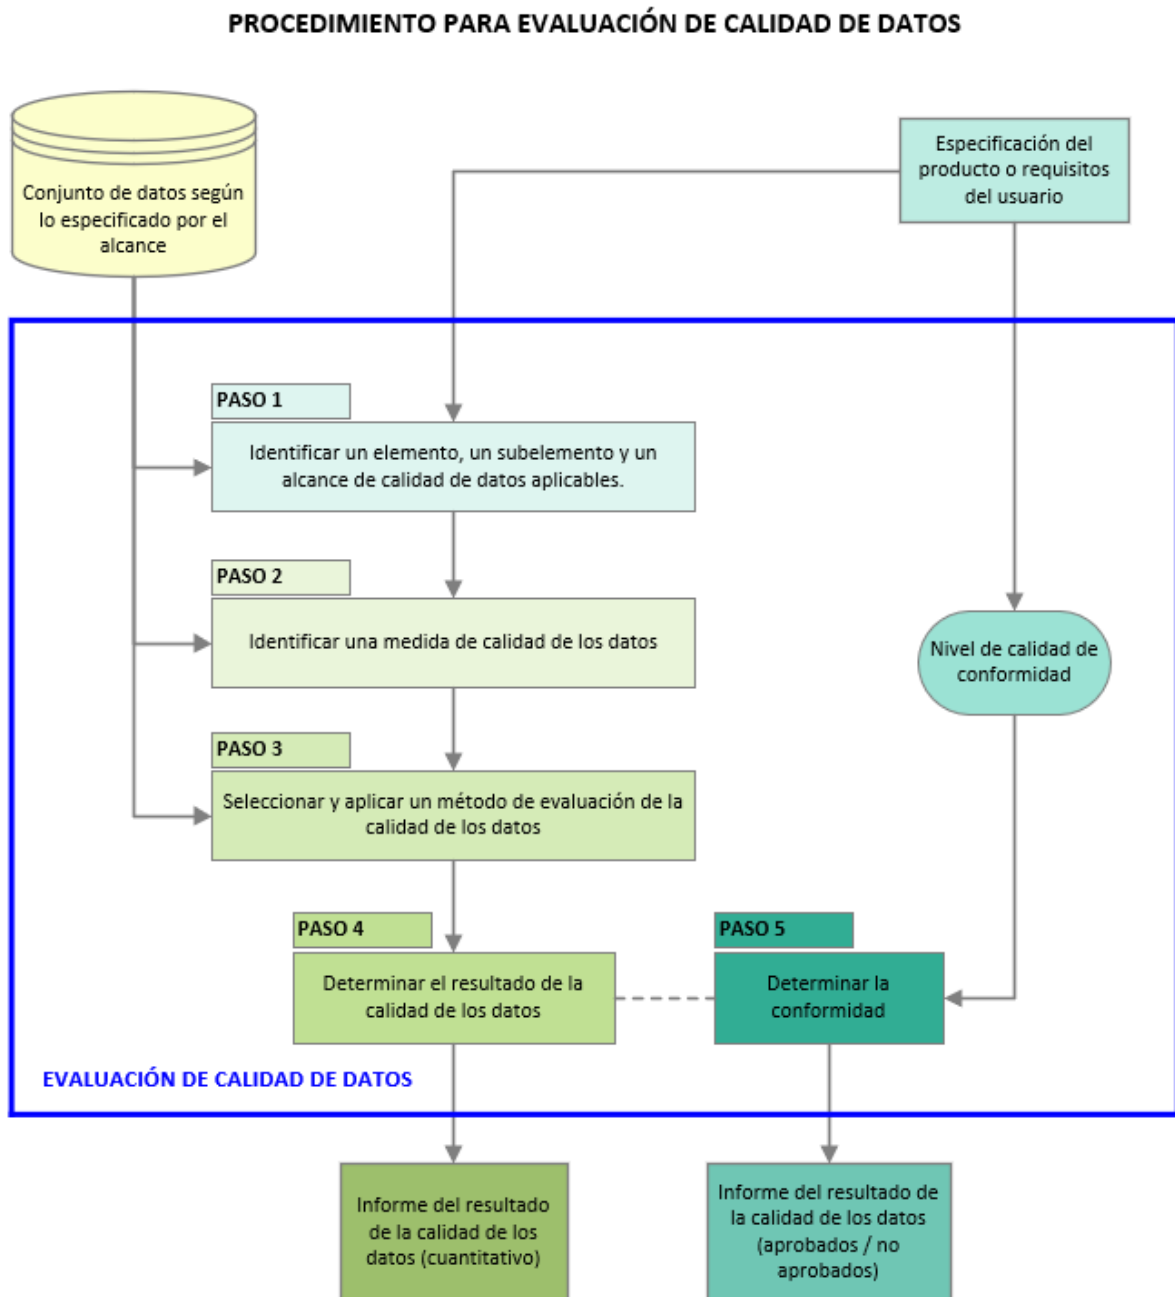 PROCEDIMIENTO PARA EVALUACIÓN DE CALIDAD DE DATOS
Conjunto de datos según
lo especificado por el
alcance
Especificación del
producto o requisitos
del usuario
PASO 1
Identificar un elemento, un subelemento y un
alcance de calidad de datos aplicables.
PASO 2
Identificar una medida de calidad de los datos
Nivel de calidad de
conformidad
PASO 3
Seleccionar y aplicar un método de evaluación de la
calidad de los datos
PASO 4
Determinar el resultado de la
calidad de los datos
PASO 5
Determinar la
conformidad
EVALUACIÓN DE CALIDAD DE DATOS
Informe del resultado
de la calidad de los
datos (cuantitativo)
Informe del resultado de
la calidad de los datos
(aprobados / no
aprobados)